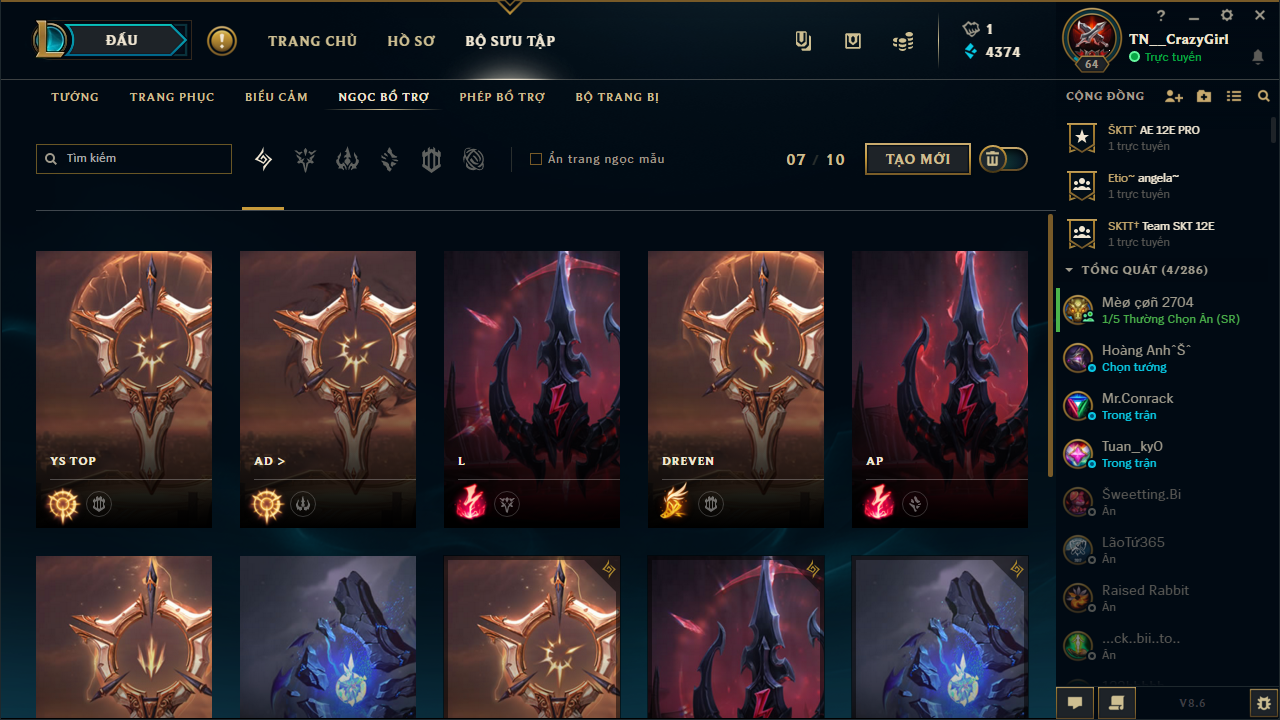 ĐẤU
TRANG CHỦ
HỒ SƠ
BỘ SƯU TẬP
1
4374
64
TN__CrazyGirl
Trực tuyến
TƯỚNG
TRANG PHỤC
BIỂU CẢM
NGỌC BỔ TRỢ
PHÉP BỔ TRỢ
BỘ TRANG BỊ
Tìm kiếm
Ẩn trang ngọc mẫu
07 / 10
TẠO MỚI
YS TOP
AD >
L
DREVEN
AP
CỘNG ĐỒNG
ŠKTT` AE 12E PRO
1 trực tuyến
Etio~ angela~
1 trực tuyến
SKTT† Team SKT 12E
1 trực tuyến
TỔNG QUÁT (4/286)
Mèø çøñ 2704
1/5 Thường Chọn Ẩn (SR)
Hoàng AnhˆŠˆ
Chọn tướng
Mr.Conrack
Trong trận
Tuan_kyO
Trong trận
Šweetting.Bi
Ẩn
LãoTứ365
Ẩn
Raised Rabbit
Ẩn
...ck..bii..to..
Ẩn
V8.6